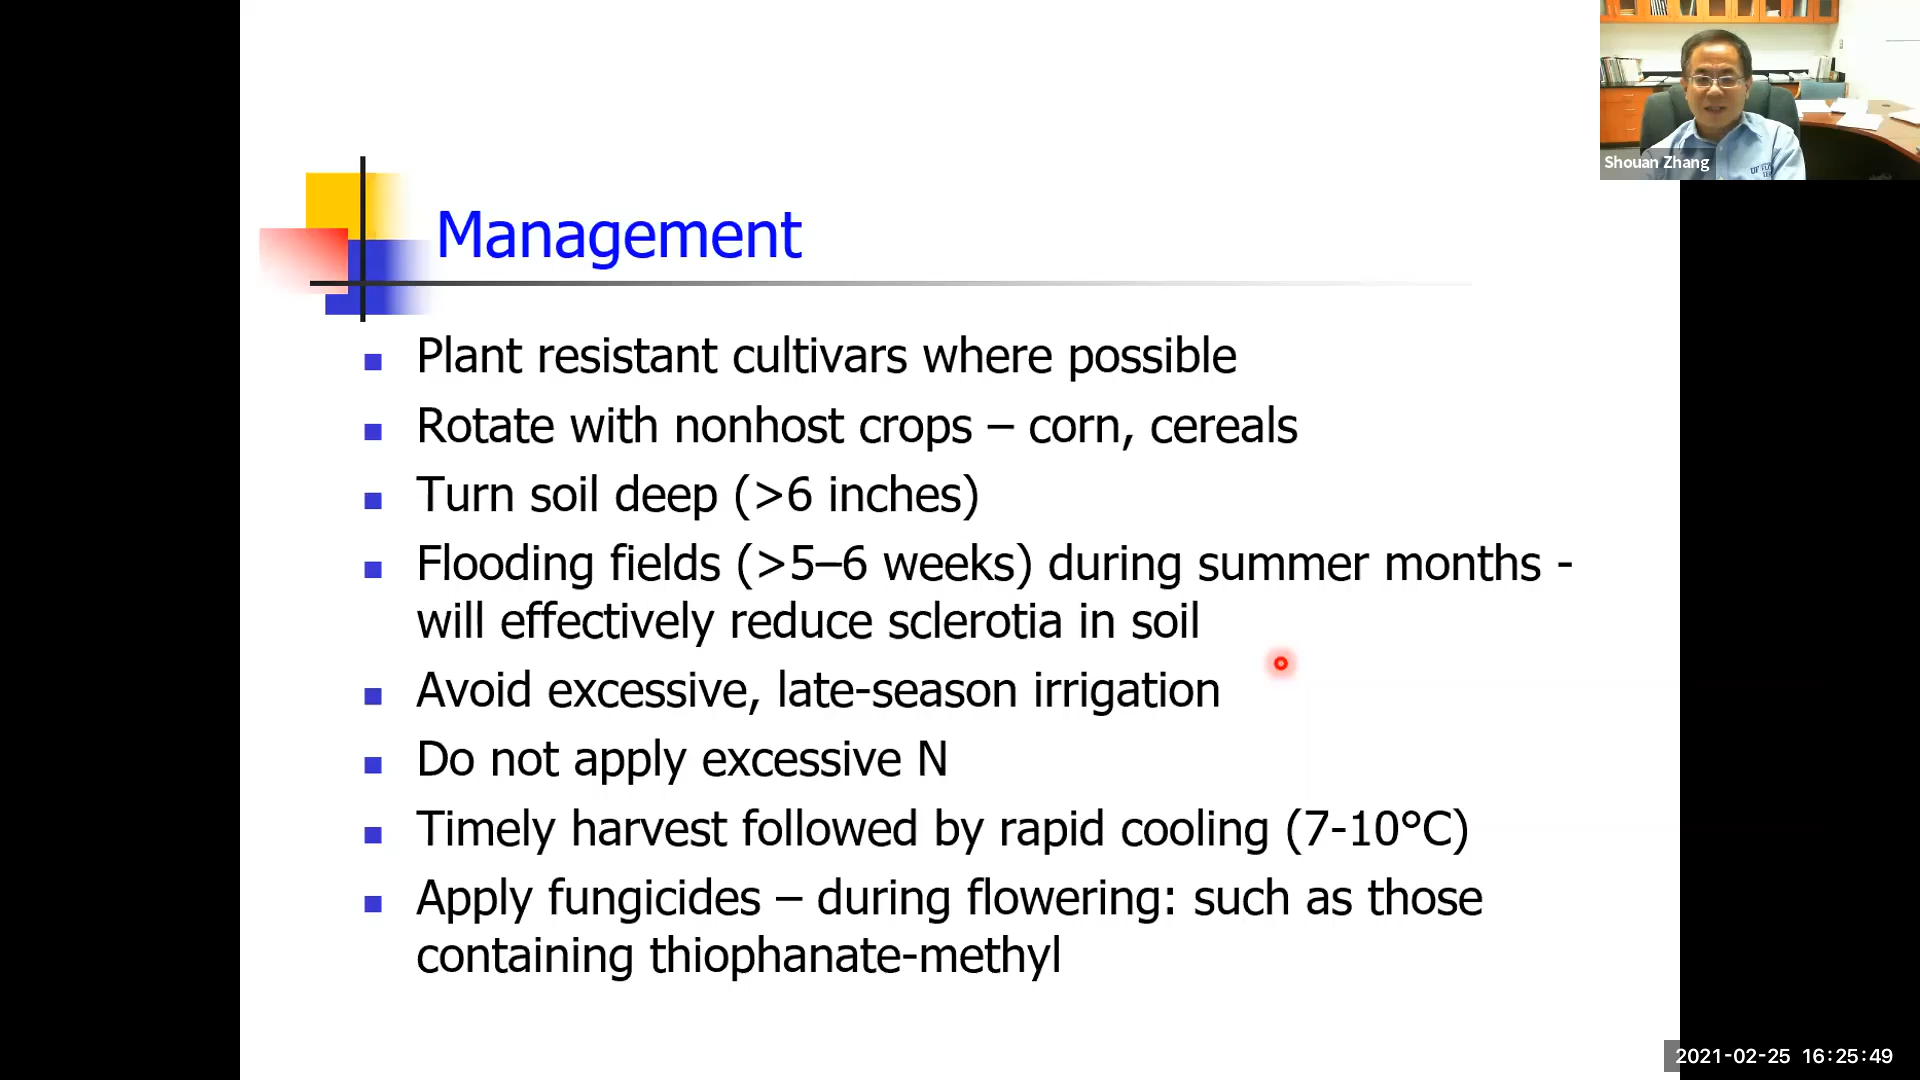 Shouan Zhang
Management
Plant resistant cultivars where possible
Rotate with nonhost crops – corn, cereals
Turn soil deep (>6 inches)
Flooding fields (>5–6 weeks) during summer months -
will effectively reduce sclerotia in soil
Avoid excessive, late-season irrigation
Do not apply excessive N
Timely harvest followed by rapid cooling (7-10°C)
Apply fungicides – during flowering: such as those
containing thiophanate-methyl
2021-02-25 16:25:49